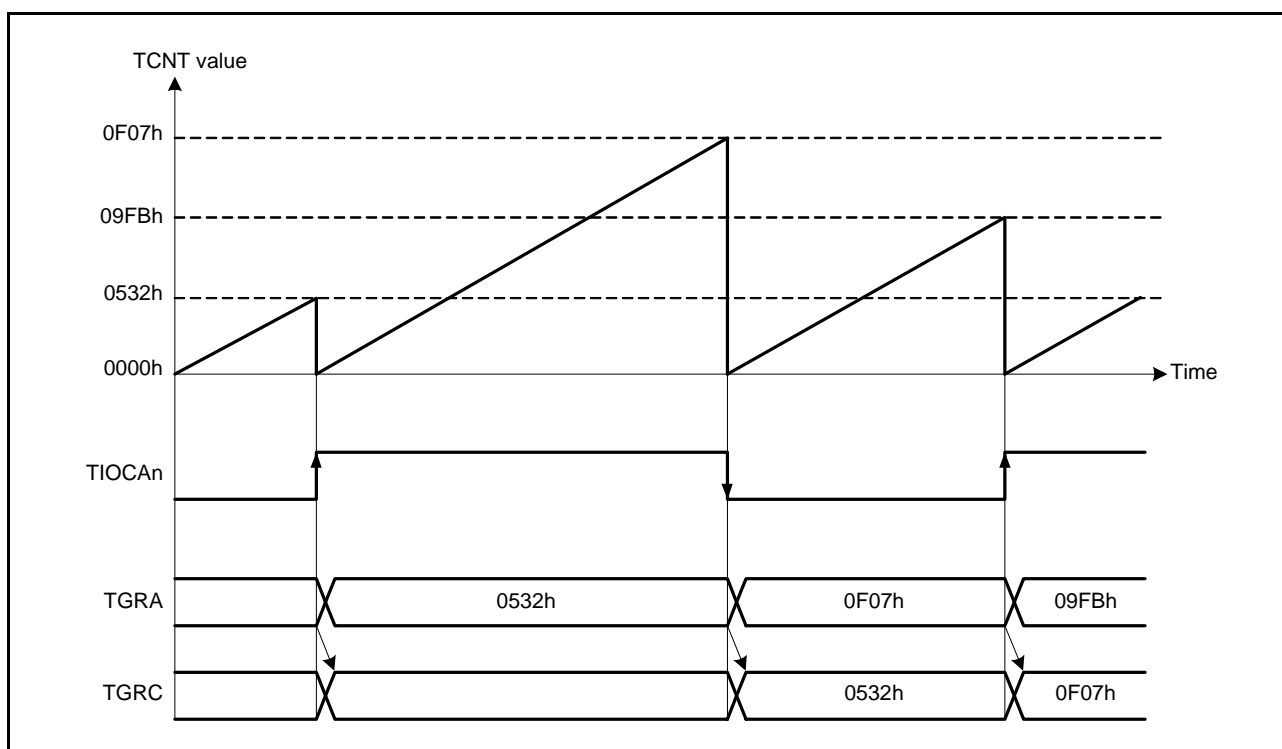 TCNT value
0F07h
09FBh
0532h
0000h
Time
TIOCAn
TGRA
0532h
0F07h
09FBh
TGRC
0532h
0F07h